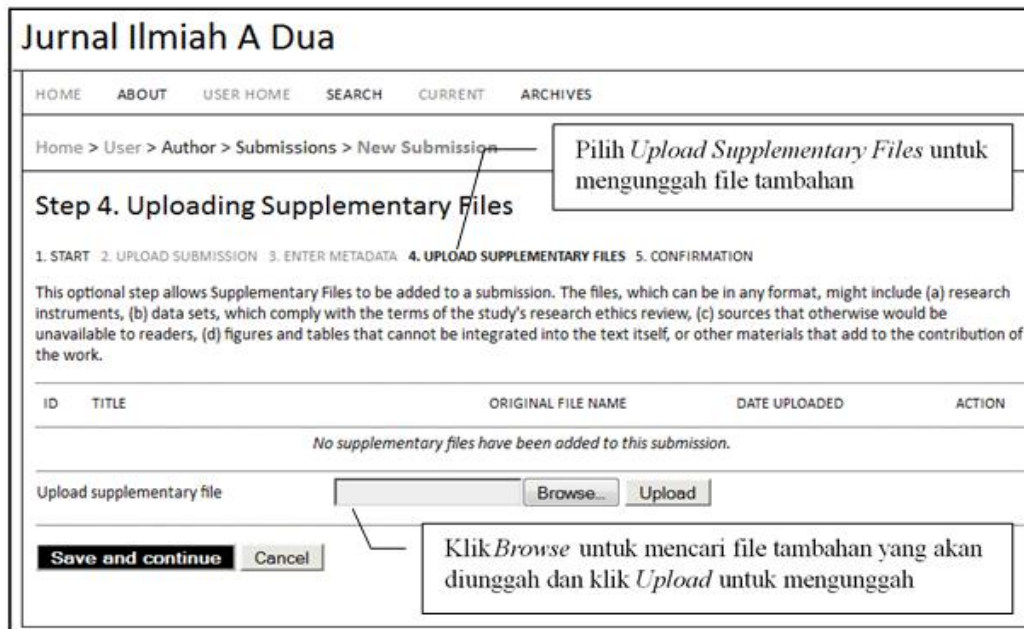 Jurnal Ilmiah A Dua
HOME ABOUT USER HOME SEARCH CURRENT ARCHIVES
Home > User > Author > Submissions > New Submission
Pilih Upload Supplementary Files untuk
mengunggah file tambahan
Step 4. Uploading Supplementary Files
1. START 2. UPLOAD SUBMISSION 3. ENTER METADATA 4. UPLOAD SUPPLEMENTARY FILES 5. CONFIRMATION
This optional step allows Supplementary Files to be added to a submission. The files, which can be in any format, might include (a) research
instruments, (b) data sets, which comply with the terms of the study's research ethics review, (c) sources that otherwise would be
unavailable to readers, (d) figures and tables that cannot be integrated into the text itself, or other materials that add to the contribution of
the work.
ID TITLE ORIGINAL FILE NAME DATE UPLOADED ACTION
No supplementary files have been added to this submission.
Upload supplementary file Browse... Upload
Save and continue Cancel
Klik Browse untuk mencari file tambahan yang akan
diunggah dan klik Upload untuk mengunggah